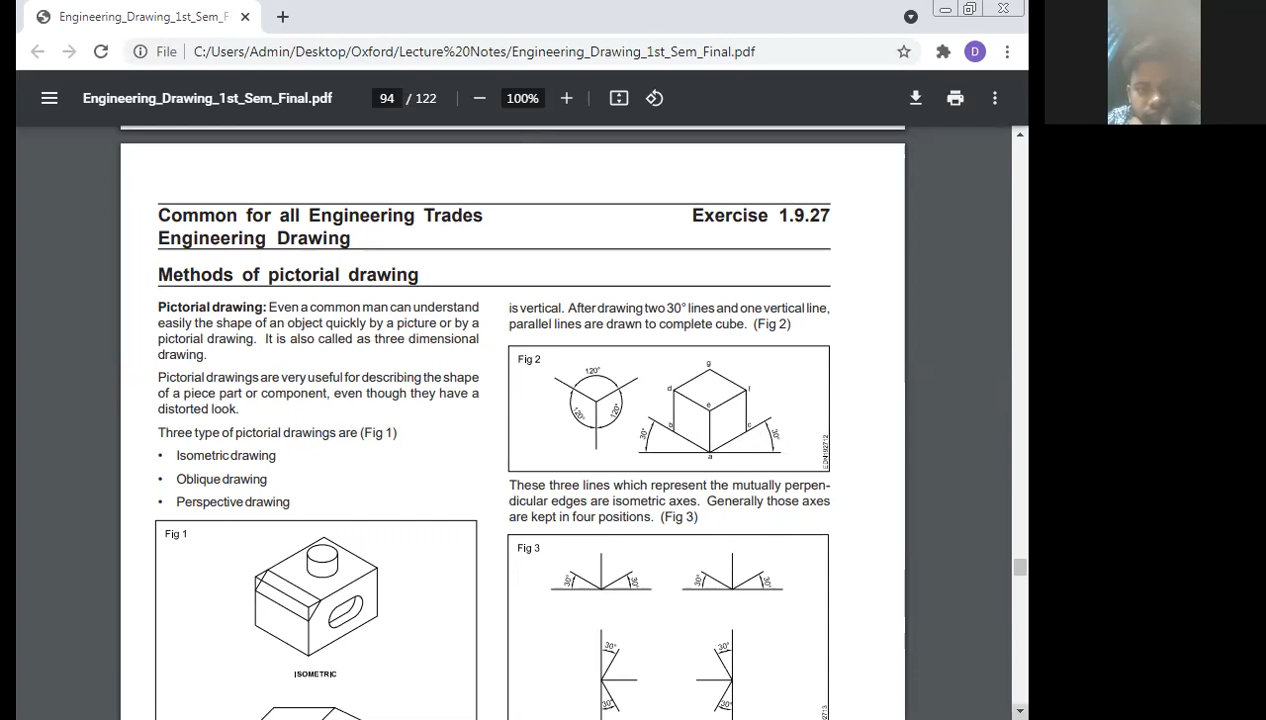 Engineering_Drawing_1st_Sem_F
File
C:/Users/Admin/Desktop/Oxford/Lecture%20Notes/Engineering_Drawing_1st_Sem_Final.pdf
D
Engineering_Drawing_1st_Sem_Final.pdf
94 / 122
100%
Common for all Engineering Trades
Exercise 1.9.27
Engineering Drawing
Methods of pictorial drawing
Pictorial drawing: Even a common man can understand
easily the shape of an object quickly by a picture or by a
pictorial drawing. It is also called as three dimensional
drawing.
Pictorial drawings are very useful for describing the shape
of a piece part or component, even though they have a
distorted look.
Three type of pictorial drawings are (Fig 1)
• Isometric drawing
• Oblique drawing
• Perspective drawing
Fig 1
ISOMETRIC
is vertical. After drawing two 30° lines and one vertical line,
parallel lines are drawn to complete cube. (Fig 2)
Fig 2
120°
120°
120°
g
d
f
e
b
c
a
30°
30°
EDN192712
These three lines which represent the mutually perpen-
dicular edges are isometric axes. Generally those axes
are kept in four positions. (Fig 3)
Fig 3
30°
30°
30°
30°
30°
30°
30°
30°